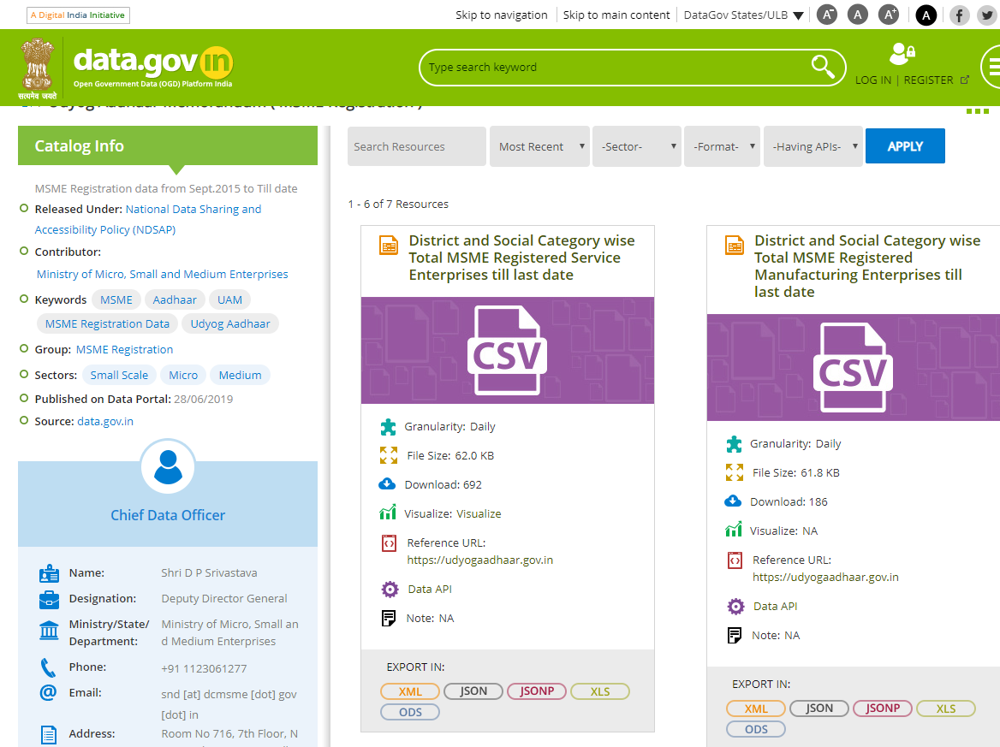 A Digital India Initiative
Skip to navigation
Skip to main content
DataGov States/ULB
A-
A
A+
A
सत्यमेव जयते
data.gov in
Open Government Data (OGD) Platform India
Type search keyword
LOG IN | REGISTER
Udyog Aadhaar Memorandum ( MSME Registration )
Catalog Info
MSME Registration data from Sept.2015 to Till date
Released Under: National Data Sharing and
Accessibility Policy (NDSAP)
Contributor:
Ministry of Micro, Small and Medium Enterprises
Keywords MSME Aadhaar UAM
MSME Registration Data Udyog Aadhaar
Group: MSME Registration
Sectors: Small Scale Micro Medium
Published on Data Portal: 28/06/2019
Source: data.gov.in
Chief Data Officer
Name: Shri D P Srivastava
Designation: Deputy Director General
Ministry/State/ Ministry of Micro, Small an
Department: d Medium Enterprises
Phone: +91 1123061277
Email: snd [at] dcmsme [dot] gov
[dot] in
Address: Room No 716, 7th Floor, N
Search Resources
Most Recent
-Sector-
-Format-
-Having APIs-
APPLY
1 - 6 of 7 Resources
District and Social Category wise
Total MSME Registered Service
Enterprises till last date
CSV
Granularity: Daily
File Size: 62.0 KB
Download: 692
Visualize: Visualize
Reference URL:
https://udyogaadhaar.gov.in
Data API
Note: NA
EXPORT IN:
XML JSON JSONP XLS
ODS
District and Social Category wise
Total MSME Registered
Manufacturing Enterprises till
last date
CSV
Granularity: Daily
File Size: 61.8 KB
Download: 186
Visualize: NA
Reference URL:
https://udyogaadhaar.gov.in
Data API
Note: NA
EXPORT IN:
XML JSON JSONP XLS
ODS